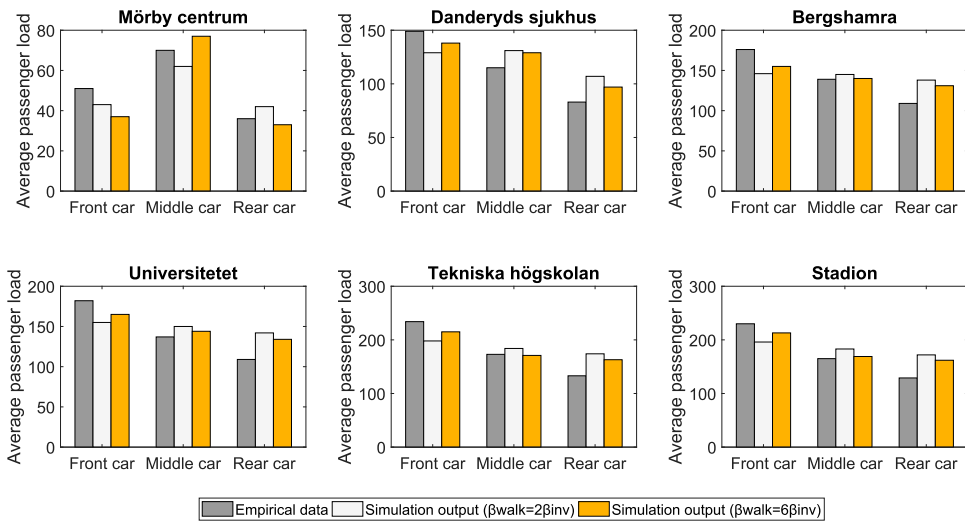 Mörby centrum
Average passenger load
80
60
40
20
0
Front car Middle car Rear car
Danderyds sjukhus
Average passenger load
150
100
50
0
Front car Middle car Rear car
Bergshamra
Average passenger load
200
150
100
50
0
Front car Middle car Rear car
Universitetet
Average passenger load
200
150
100
50
0
Front car Middle car Rear car
Tekniska högskolan
Average passenger load
300
200
100
0
Front car Middle car Rear car
Stadion
Average passenger load
300
200
100
0
Front car Middle car Rear car
Empirical data Simulation output (βwalk=2βinv) Simulation output (βwalk=6βinv)